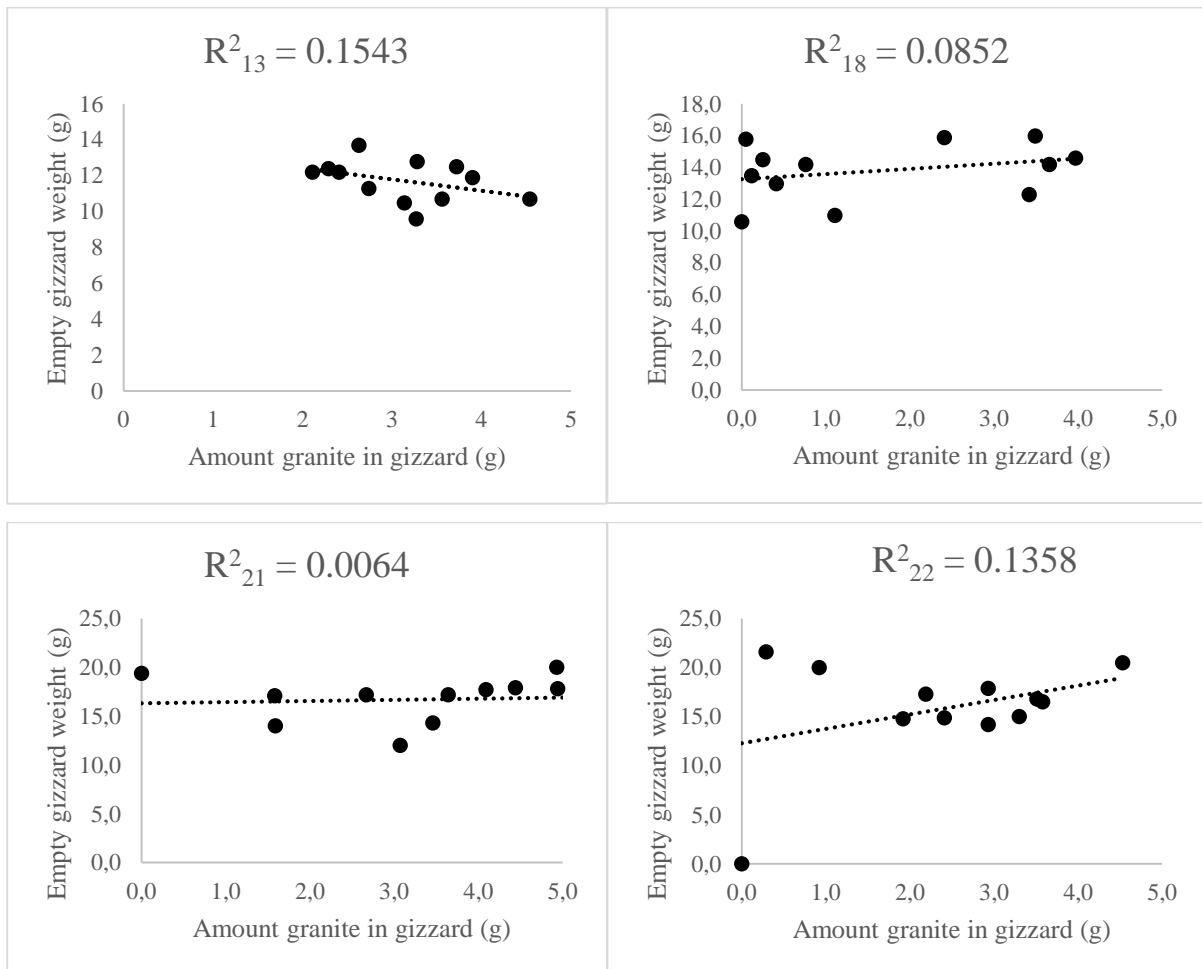 R²₁₃ = 0.1543
Empty gizzard weight (g)
16
14
12
10
8
6
4
2
0
0 1 2 3 4 5
Amount granite in gizzard (g)
R²₁₈ = 0.0852
Empty gizzard weight (g)
18,0
16,0
14,0
12,0
10,0
8,0
6,0
4,0
2,0
0,0
0,0 1,0 2,0 3,0 4,0 5,0
Amount granite in gizzard (g)
R²₂₁ = 0.0064
Empty gizzard weight (g)
25,0
20,0
15,0
10,0
5,0
0,0
0,0 1,0 2,0 3,0 4,0 5,0
Amount granite in gizzard (g)
R²₂₂ = 0.1358
Empty gizzard weight (g)
25,0
20,0
15,0
10,0
5,0
0,0
0,0 1,0 2,0 3,0 4,0 5,0
Amount granite in gizzard (g)